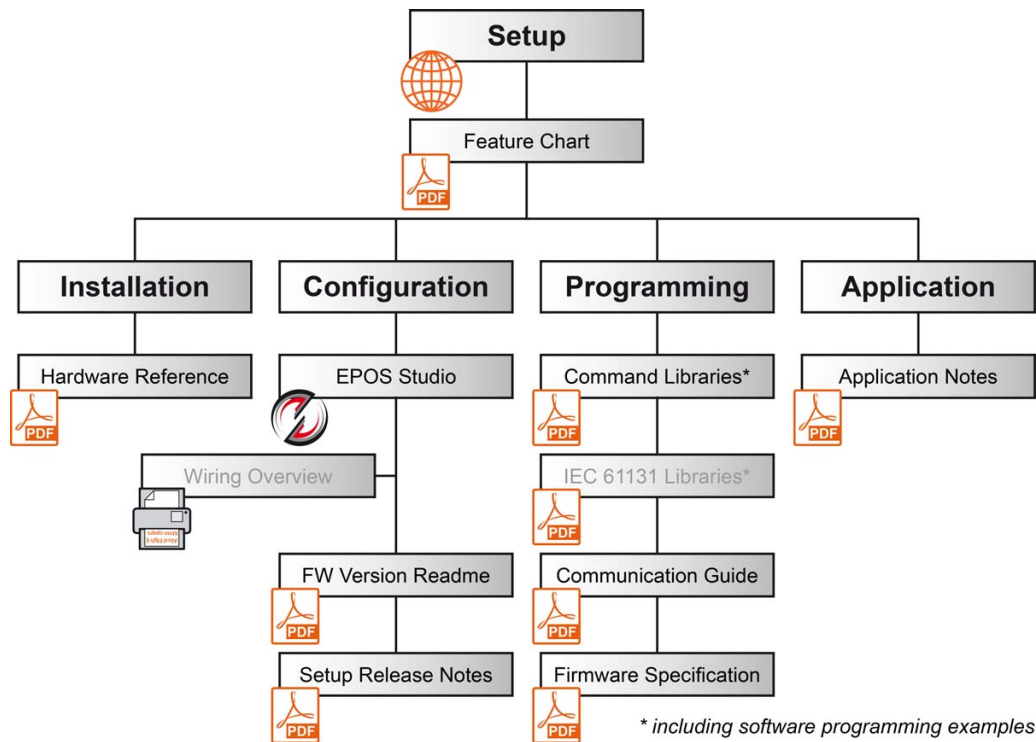 Setup
Feature Chart
PDF
Installation
Configuration
Programming
Application
Hardware Reference
PDF
EPOS Studio
Command Libraries*
PDF
Application Notes
PDF
Wiring Overview
IEC 61131 Libraries*
PDF
FW Version Readme
PDF
Communication Guide
PDF
Setup Release Notes
PDF
Firmware Specification
PDF
* including software programming examples